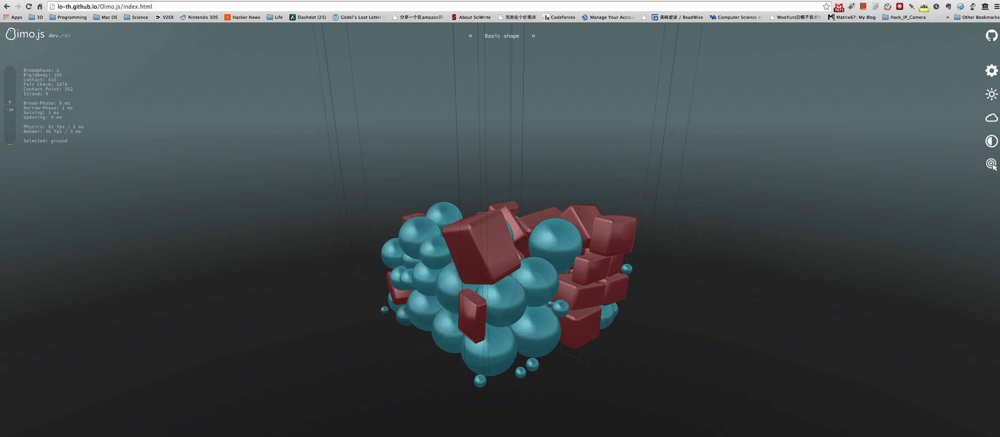 lo-th.github.io/Oimo.js/index.html
7471
NEW!
Apps 3D Programming Mac OS Science V2EX Nintendo 3DS Hacker News Life Slashdot (25) Gödel's Lost Letter a 分享一个在amazon网 About SciWrite 围脖是个好图床 Codeforces Manage Your Accoun 美味爱读 / ReadWise Computer Science a WooYun(白帽子技术社 Matrix67: My Blog Hack_IP_Camera » Other Bookmarks
Oimo.js dev.rev
« Basic shape »
Broadphase: 2
Rigidbody: 105
Contact: 416
Pair Check: 1878
Contact Point: 352
Island: 4
G
-10
Broad-Phase: 0 ms
Narrow-Phase: 1 ms
Solving: 1 ms
Updating: 0 ms
Physics: 61 fps / 2 ms
Render: 36 fps / 3 ms
Selected: ground